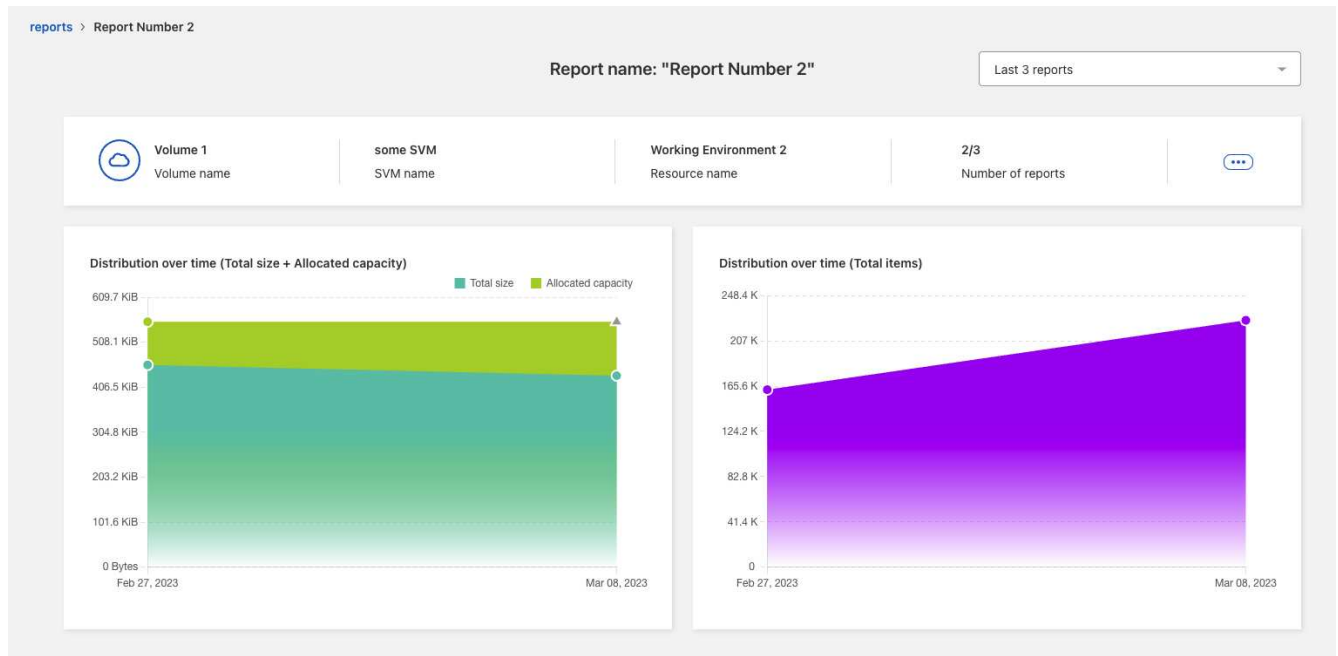 reports > Report Number 2
Report name: "Report Number 2"
Last 3 reports
Volume 1
Volume name
some SVM
SVM name
Working Environment 2
Resource name
2/3
Number of reports
Distribution over time (Total size + Allocated capacity)
Total size
Allocated capacity
609.7 KiB
508.1 KiB
406.5 KiB
304.8 KiB
203.2 KiB
101.6 KiB
0 Bytes
Feb 27, 2023
Mar 08, 2023
Distribution over time (Total items)
248.4 K
207 K
165.6 K
124.2 K
82.8 K
41.4 K
0
Feb 27, 2023
Mar 08, 2023